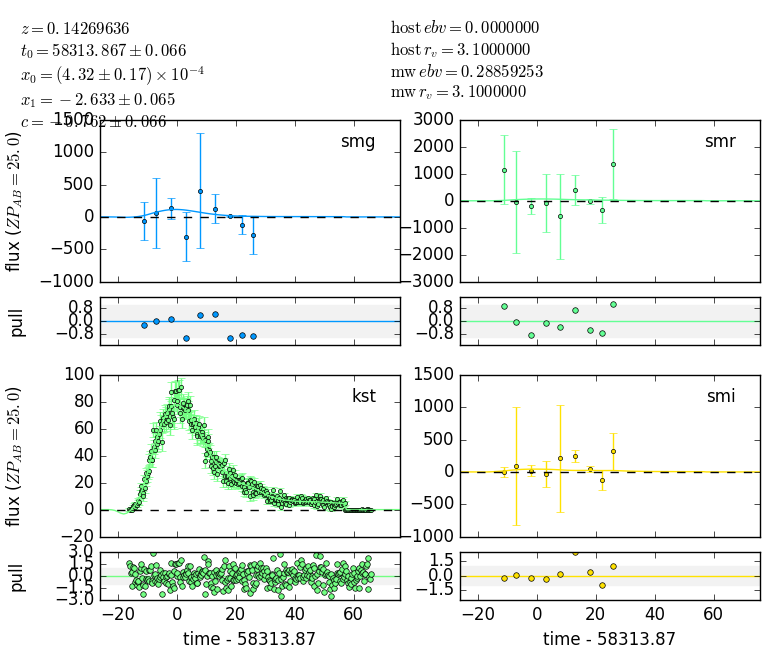 z = 0.14269636
t₀ = 58313.867 ± 0.066
x₀ = (4.32 ± 0.17) × 10⁻⁴
x₁ = −2.633 ± 0.065
c = −0.762 ± 0.066
host ebv = 0.0000000
host r_v = 3.1000000
mw ebv = 0.28859253
mw r_v = 3.1000000
flux (ZP_AB = 25.0)
1500
1000
500
0
−500
−1000
smg
3000
2000
1000
0
−1000
−2000
−3000
smr
pull
0.8
0.0
−0.8
0.8
0.0
−0.8
flux (ZP_AB = 25.0)
100
80
60
40
20
0
−20
kst
1500
1000
500
0
−500
−1000
smi
pull
3.0
1.5
0.0
−1.5
−3.0
1.5
0.0
−1.5
−20 0 20 40 60
−20 0 20 40 60
time - 58313.87
time - 58313.87